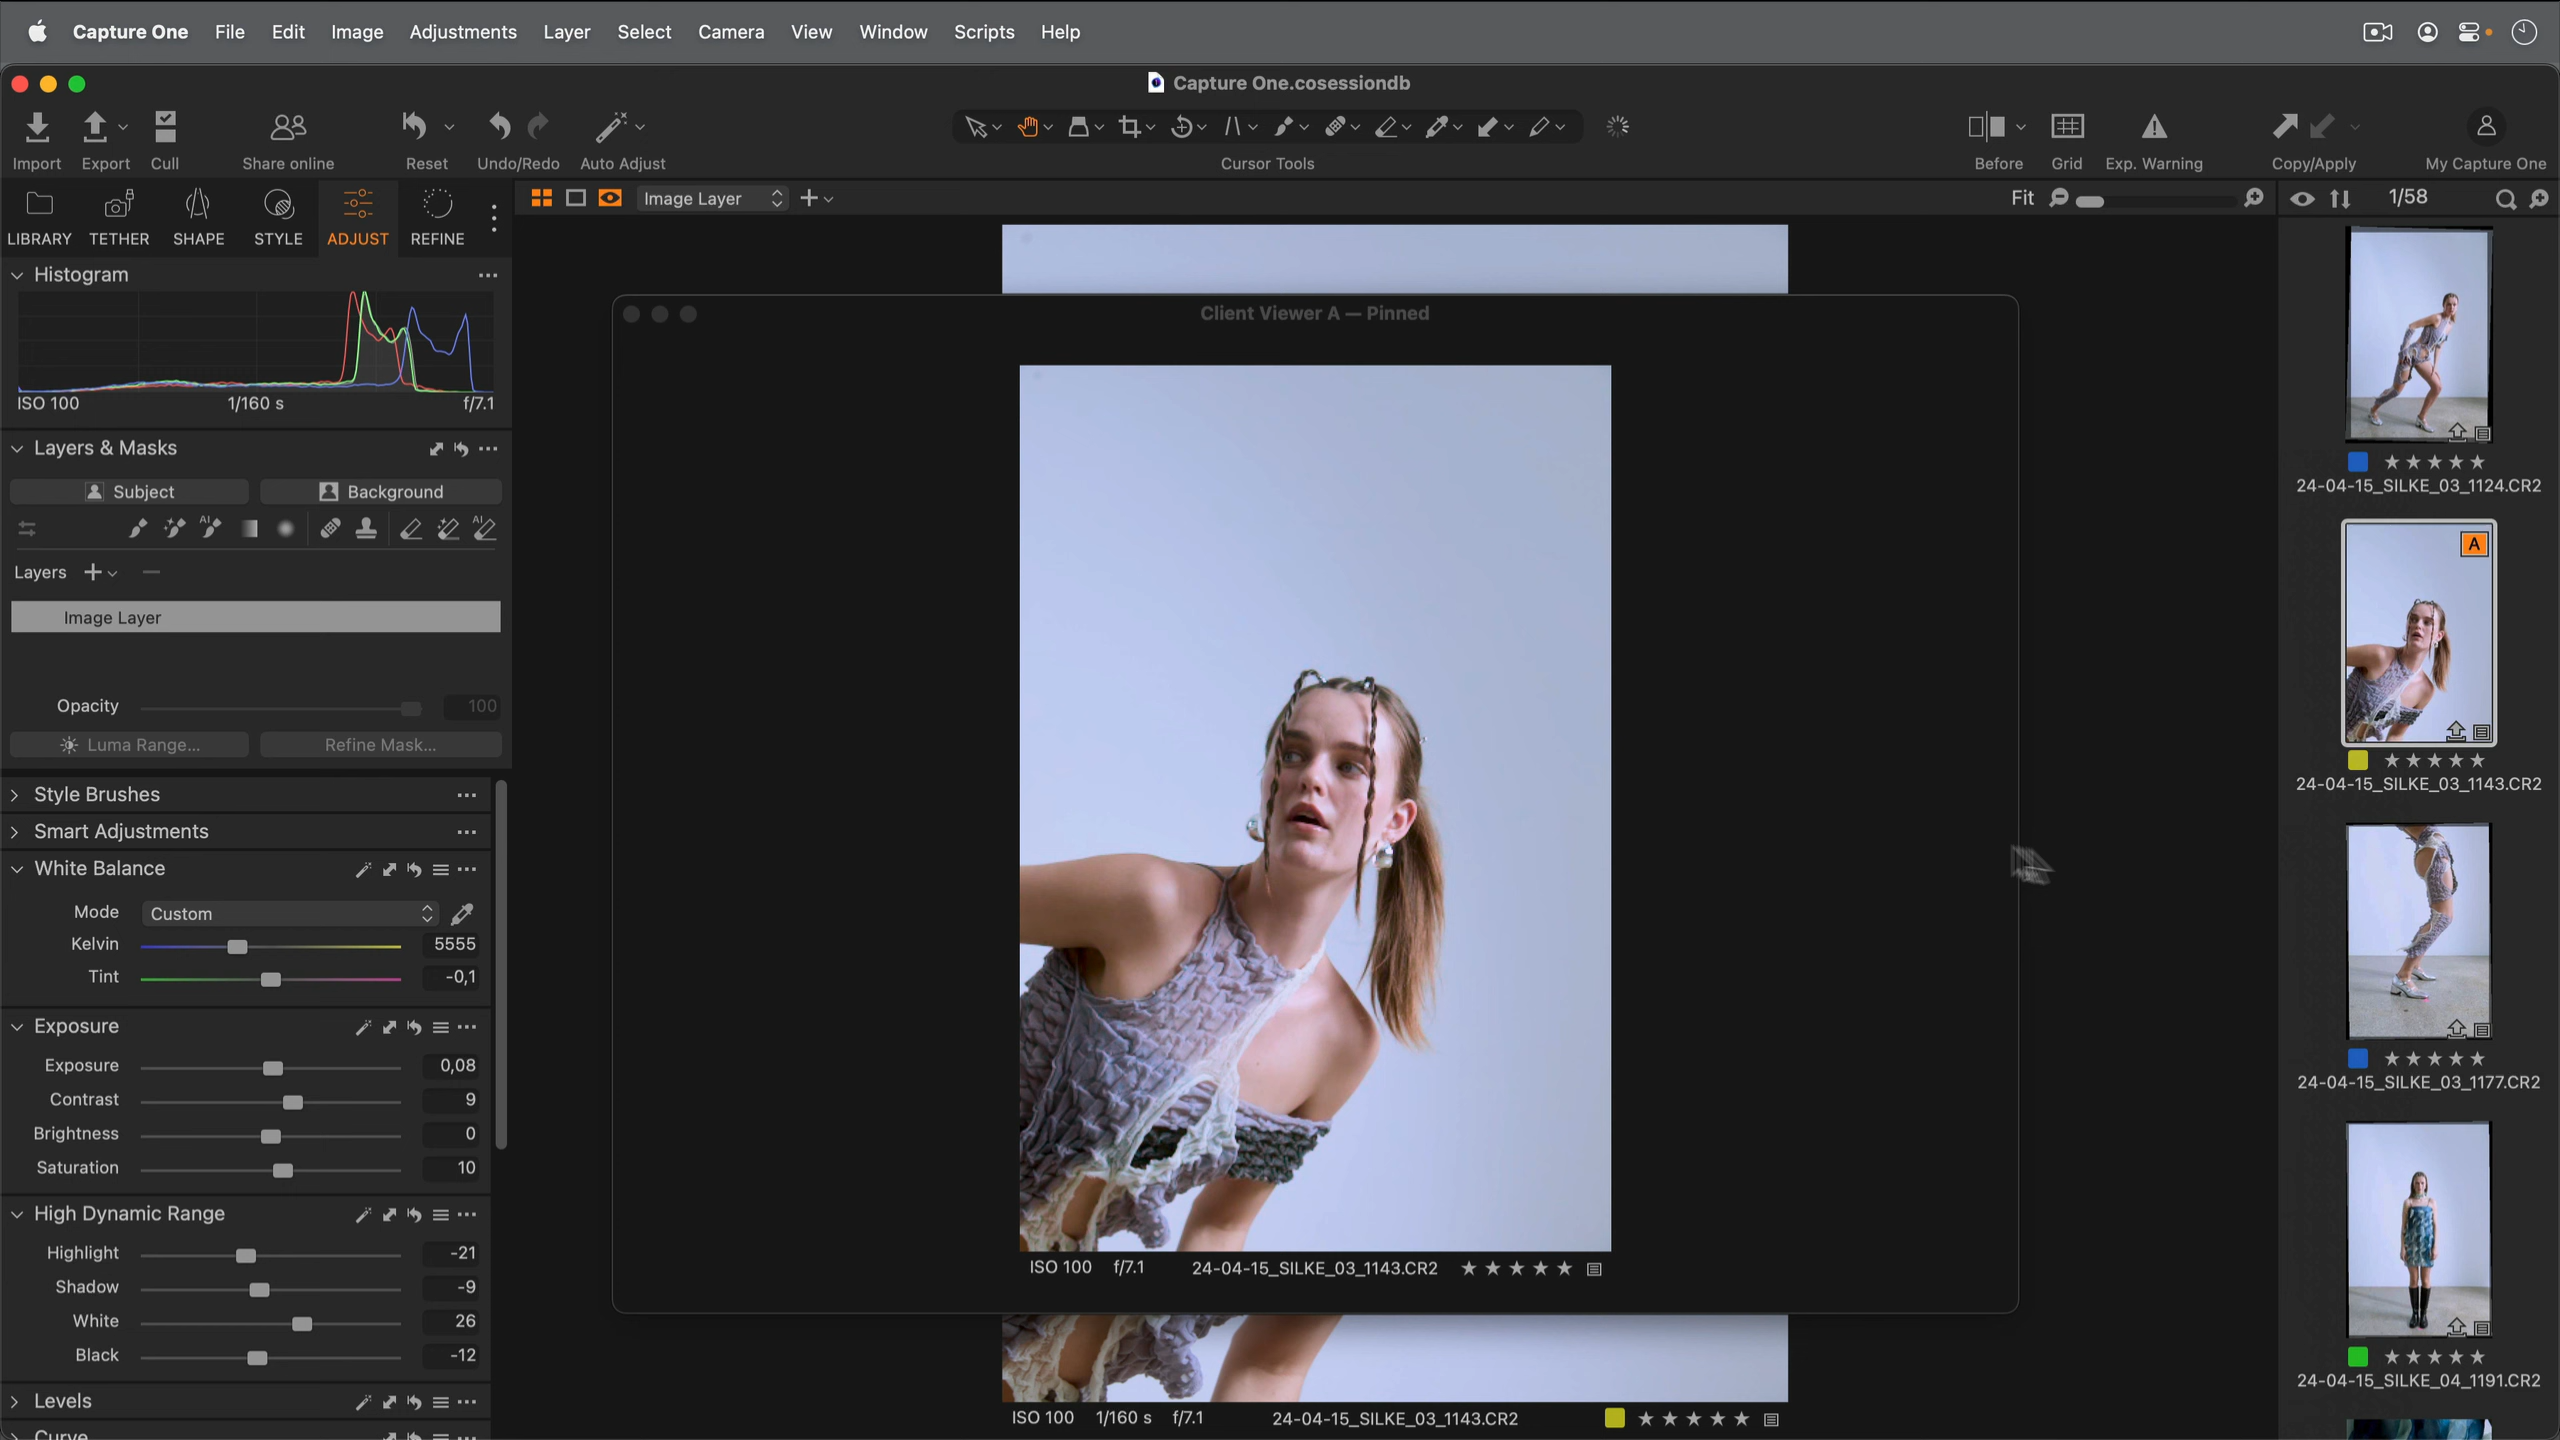 Capture One File Edit Image Adjustments Layer Select Camera View Window Scripts Help
Capture One.cosessiondb
Import Export Cull Share online Reset Undo/Redo Auto Adjust Cursor Tools Before Grid Exp. Warning Copy/Apply My Capture One
LIBRARY TETHER SHAPE STYLE ADJUST REFINE
Image Layer
Fit
1/58
Histogram
ISO 100 1/160 s f/7.1
Layers & Masks
Subject Background
AI AI
Layers
Image Layer
Opacity 100
Luma Range... Refine Mask...
Style Brushes
Smart Adjustments
White Balance
Mode Custom
Kelvin 5555
Tint -0,1
Exposure
Exposure 0,08
Contrast 9
Brightness 0
Saturation 10
High Dynamic Range
Highlight -21
Shadow -9
White 26
Black -12
Levels
Curve
Client Viewer A — Pinned
ISO 100 f/7.1 24-04-15_SILKE_03_1143.CR2
ISO 100 1/160 s f/7.1 24-04-15_SILKE_03_1143.CR2
24-04-15_SILKE_03_1124.CR2
A
24-04-15_SILKE_03_1143.CR2
24-04-15_SILKE_03_1177.CR2
24-04-15_SILKE_04_1191.CR2